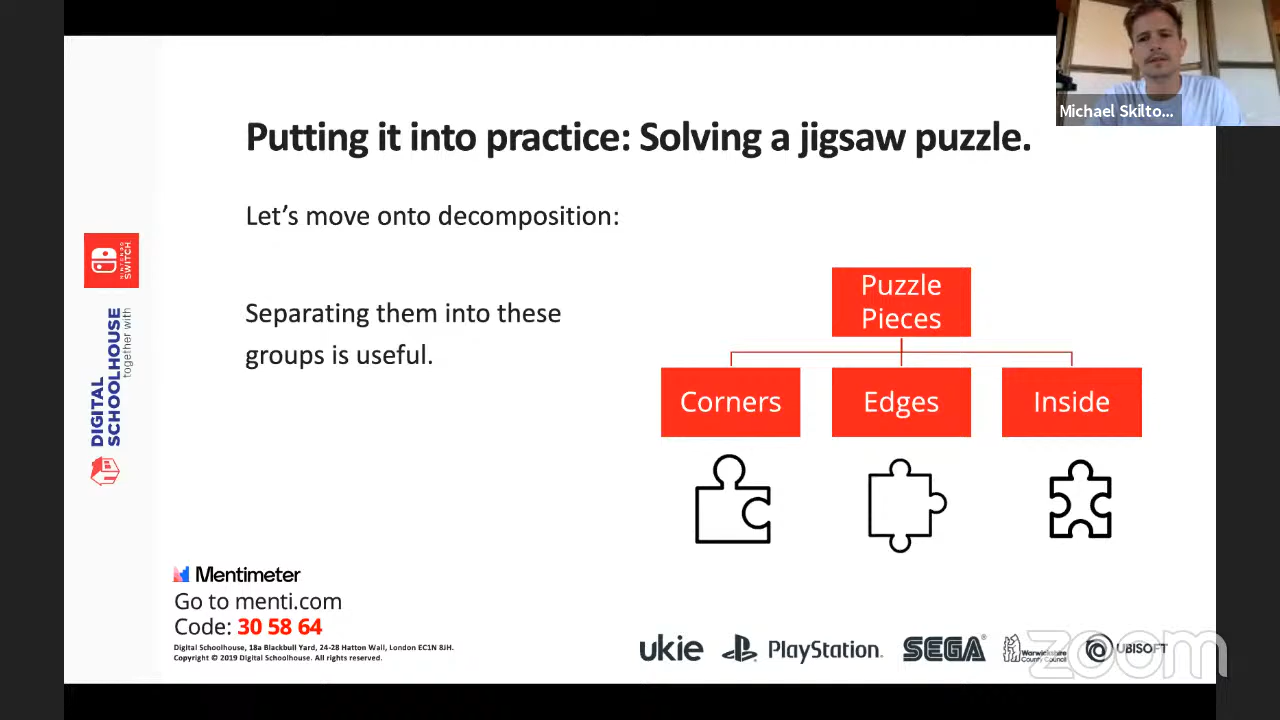 Michael Skilto...
Putting it into practice: Solving a jigsaw puzzle.
Let's move onto decomposition:
Separating them into these
groups is useful.
Puzzle
Pieces
Corners
Edges
Inside
NINTENDO
SWITCH
DIGITAL
SCHOOLHOUSE
together with
Mentimeter
Go to menti.com
Code: 30 58 64
Digital Schoolhouse, 18a Blackbull Yard, 24-28 Hatton Wall, London EC1N 8JH.
Copyright © 2019 Digital Schoolhouse. All rights reserved.
ukie
PlayStation.
SEGA®
Warwickshire
County Council
UBISOFT
zoom